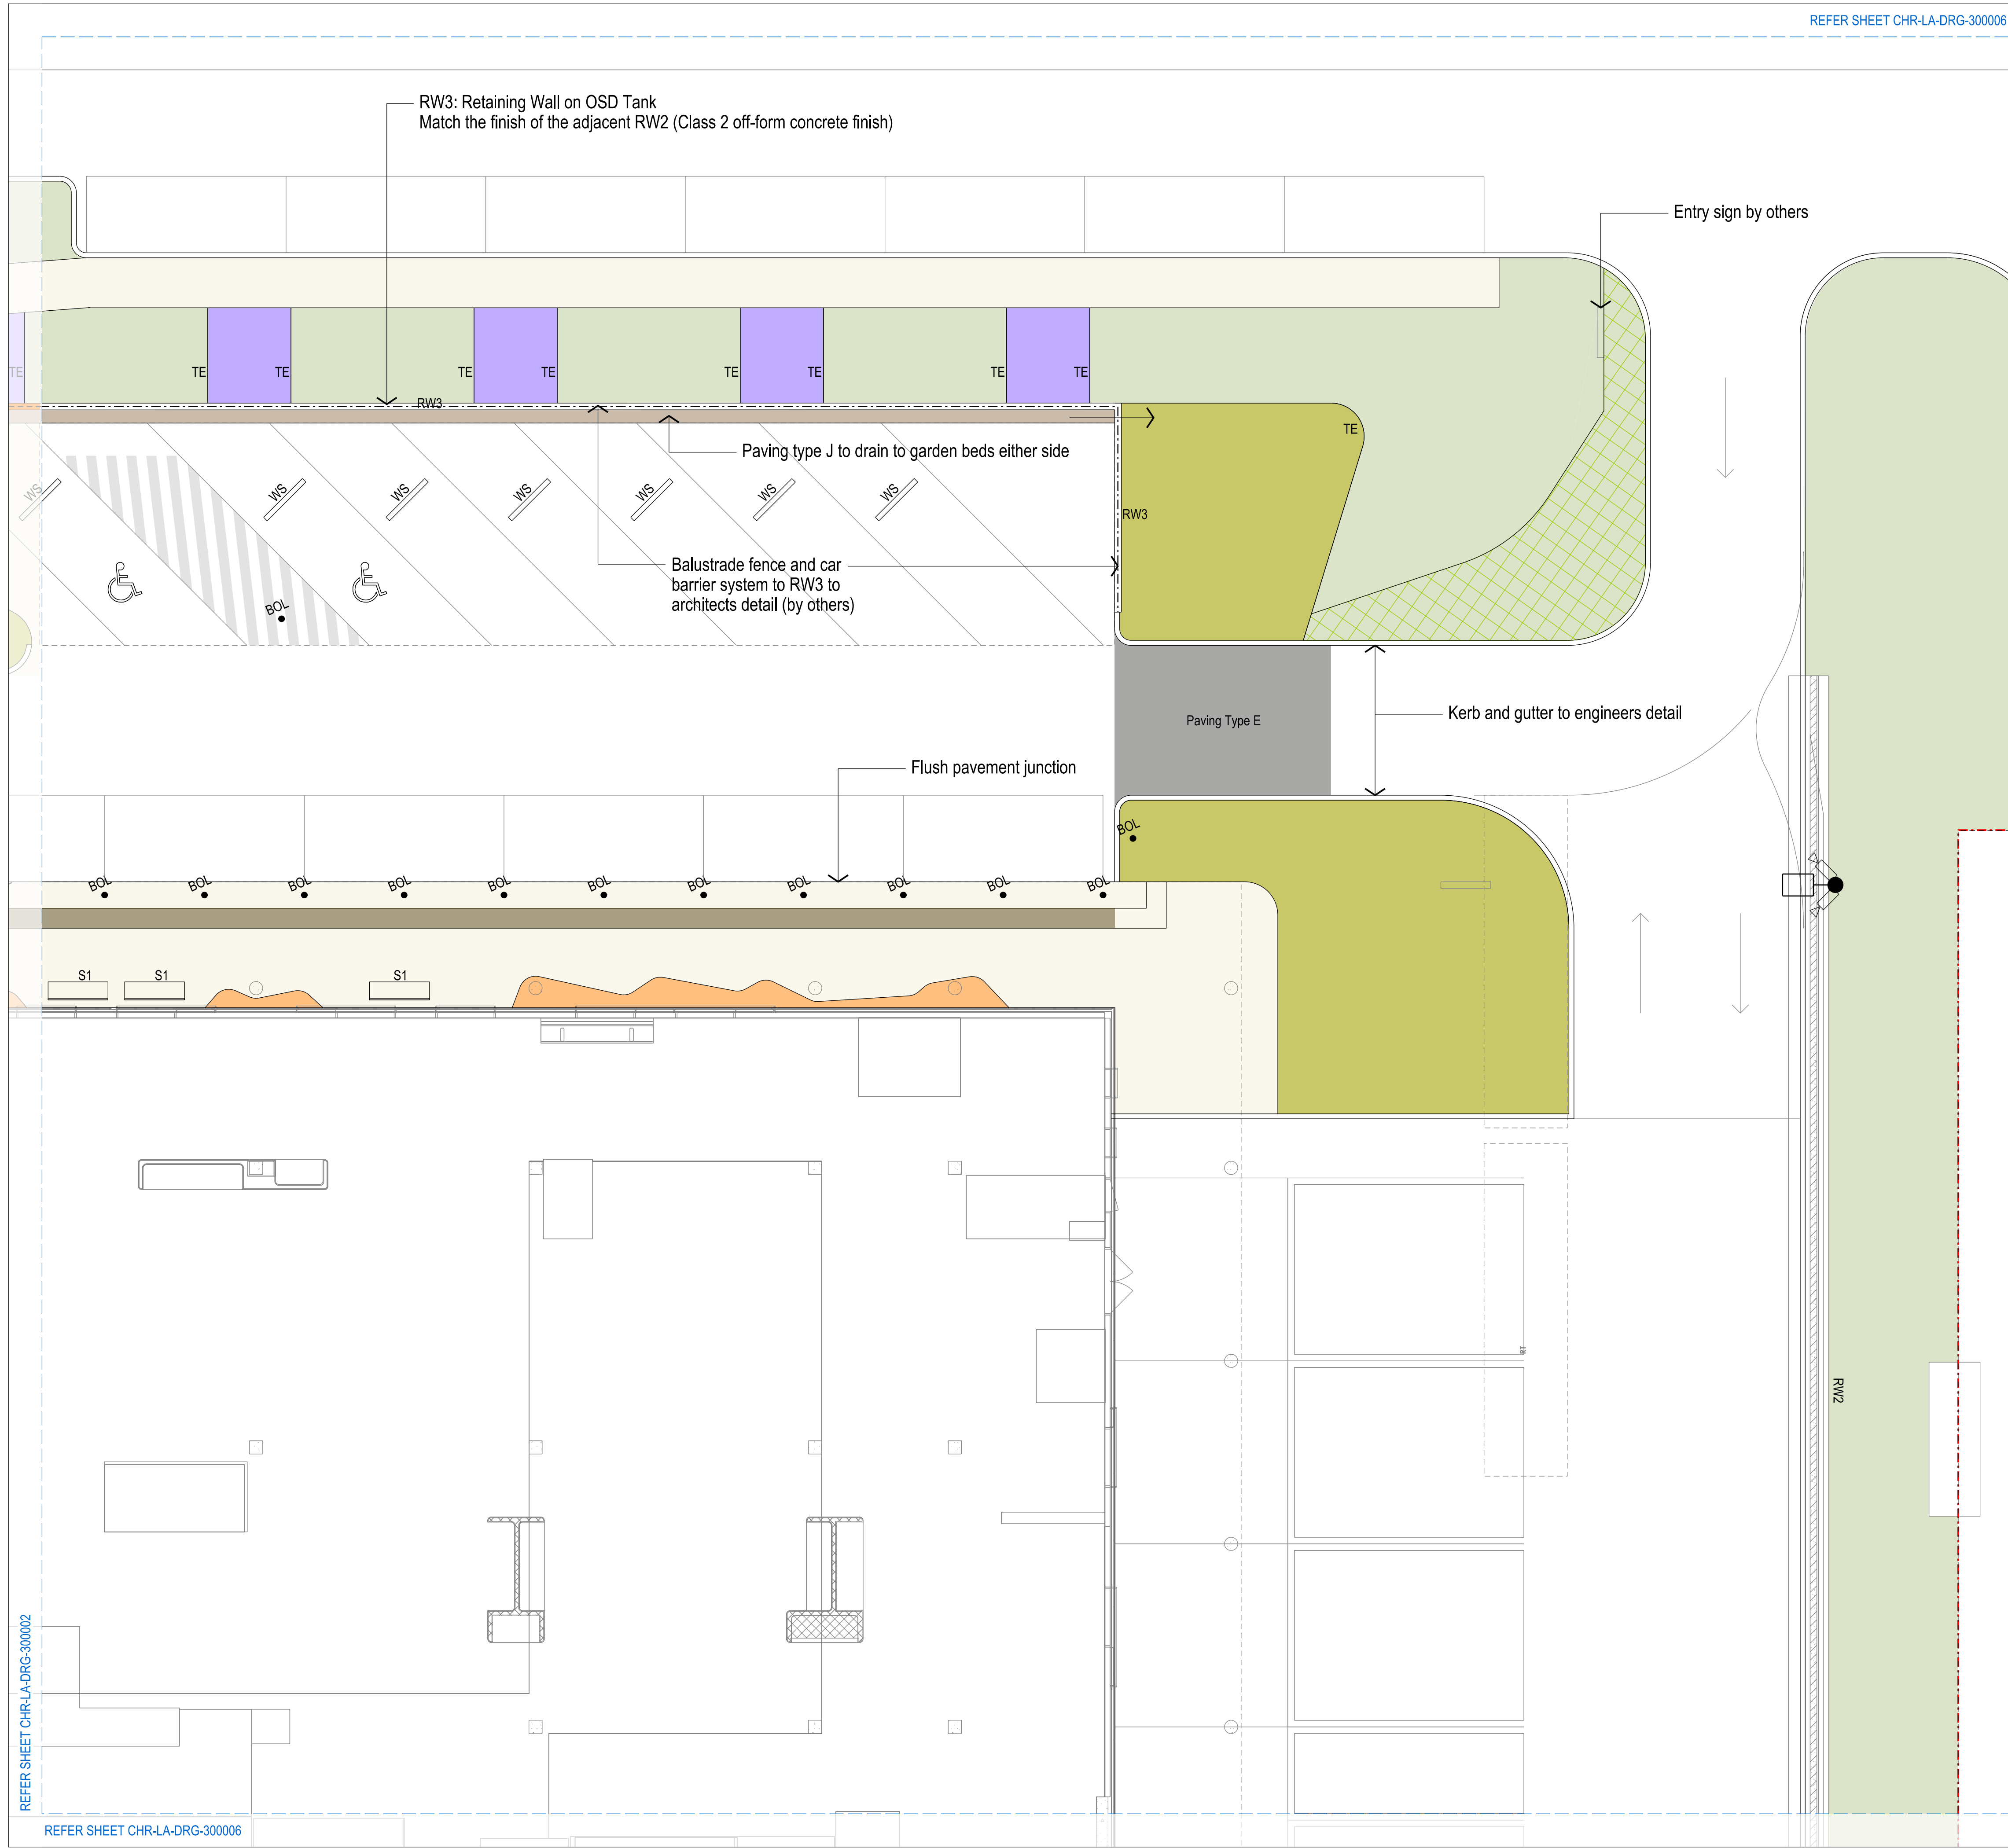 REFER SHEET CHR-LA-DRG-300006
RW3: Retaining Wall on OSD Tank
Match the finish of the adjacent RW2 (Class 2 off-form concrete finish)
Entry sign by others
TE
TE
TE
TE
TE
TE
TE
TE
TE
RW3
TE
Paving type J to drain to garden beds either side
WS
WS
WS
WS
WS
WS
WS
RW3
Balustrade fence and car
barrier system to RW3 to
architects detail (by others)
BOL
Paving Type E
Kerb and gutter to engineers detail
Flush pavement junction
BOL
BOL
BOL
BOL
BOL
BOL
BOL
BOL
BOL
BOL
BOL
BOL
S1
S1
S1
RW2
REFER SHEET CHR-LA-DRG-300002
REFER SHEET CHR-LA-DRG-300006